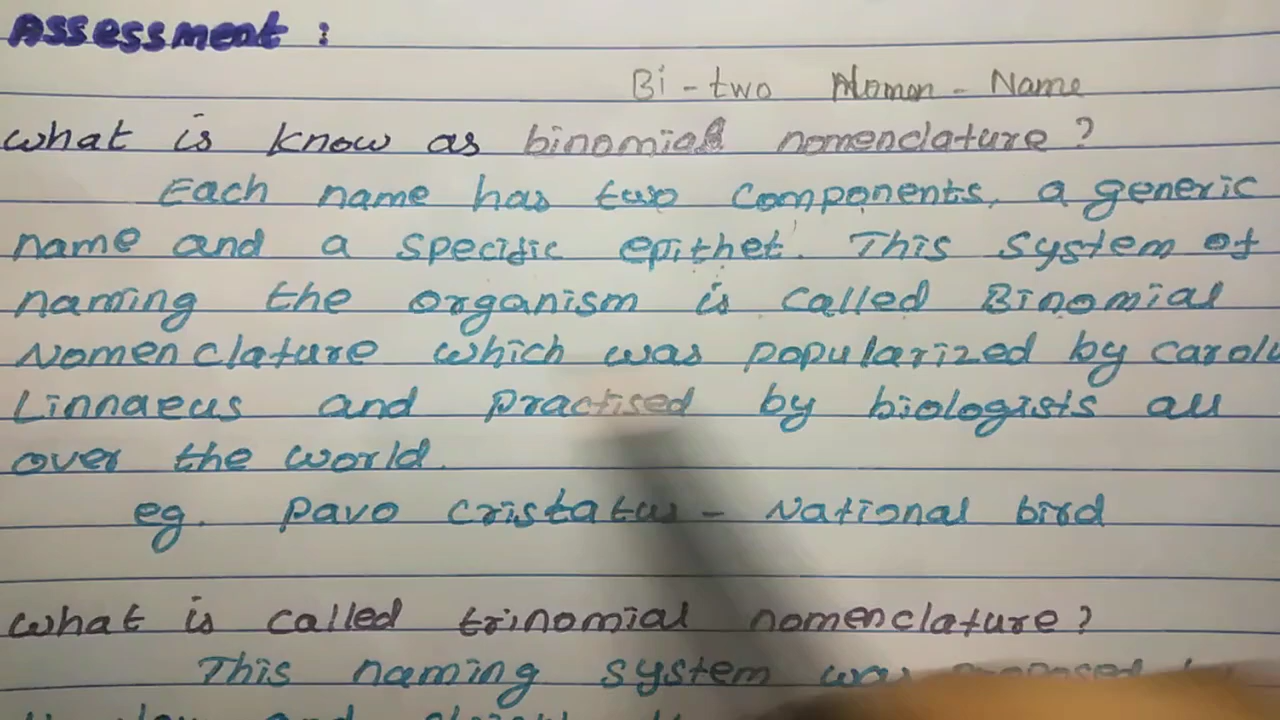 Assessment :
Bi - two Nomen - Name
what is know as binomial nomenclature?
Each name has two components, a generic
name and a specific epithet. This system of
naming the organism is called Binomial
Nomenclature which was popularized by carolu
Linnaeus and practised by biologists all
over the world.
eg. pavo cristatus - National bird
what is called trinomial nomenclature?
This naming system was